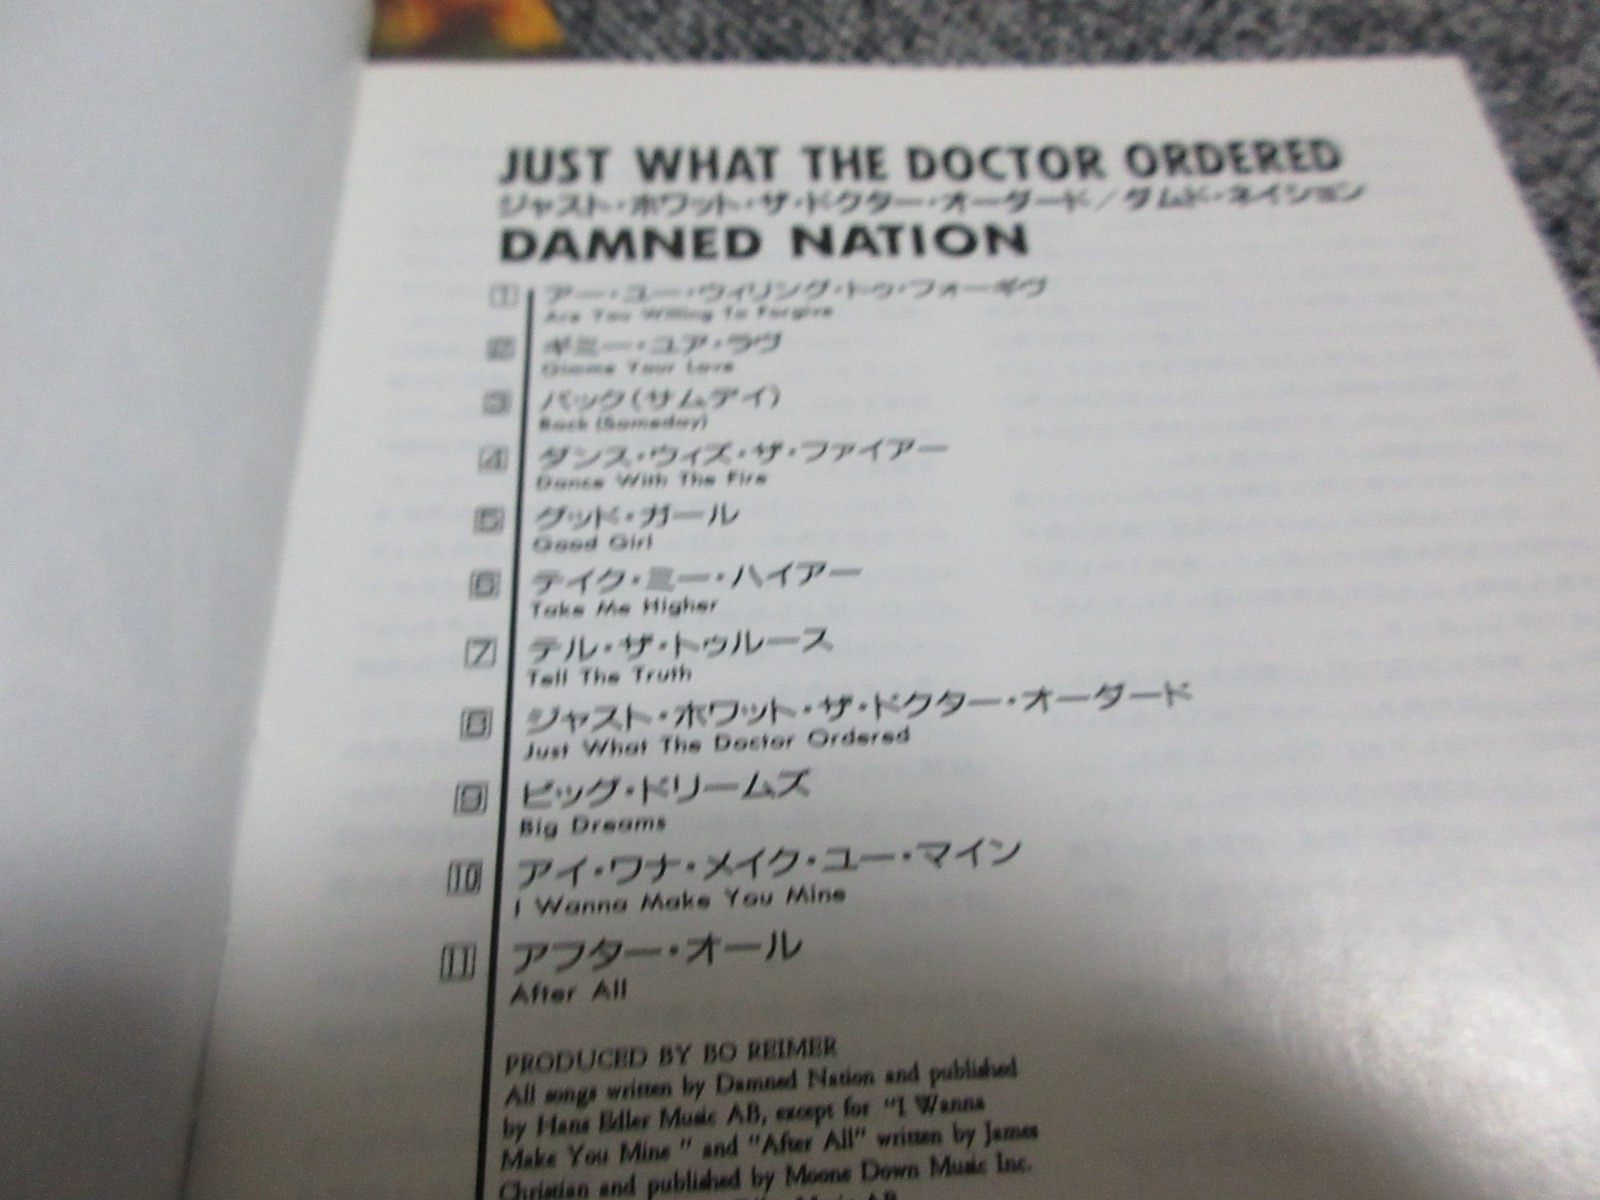 JUST WHAT THE DOCTOR ORDERED
ジャスト・ホワット・ザ・ドクター・オーダード／ダムド・ネイション
DAMNED NATION
1 アー・ユー・ウィリング・トゥ・フォーギヴ
Are You Willing To Forgive
2 ギミー・ユア・ラヴ
Gimme Your Love
3 バック(サムデイ)
Back (Someday)
4 ダンス・ウィズ・ザ・ファイアー
Dance With The Fire
5 グッド・ガール
Good Girl
6 テイク・ミー・ハイアー
Take Me Higher
7 テル・ザ・トゥルース
Tell The Truth
8 ジャスト・ホワット・ザ・ドクター・オーダード
Just What The Doctor Ordered
9 ビッグ・ドリームズ
Big Dreams
10 アイ・ワナ・メイク・ユー・マイン
I Wanna Make You Mine
11 アフター・オール
After All
PRODUCED BY BO REIMER
All songs written by Damned Nation and published
by Hans Edler Music AB, except for "I Wanna
Make You Mine " and "After All" written by James
Christian and published by Moons Down Music Inc.